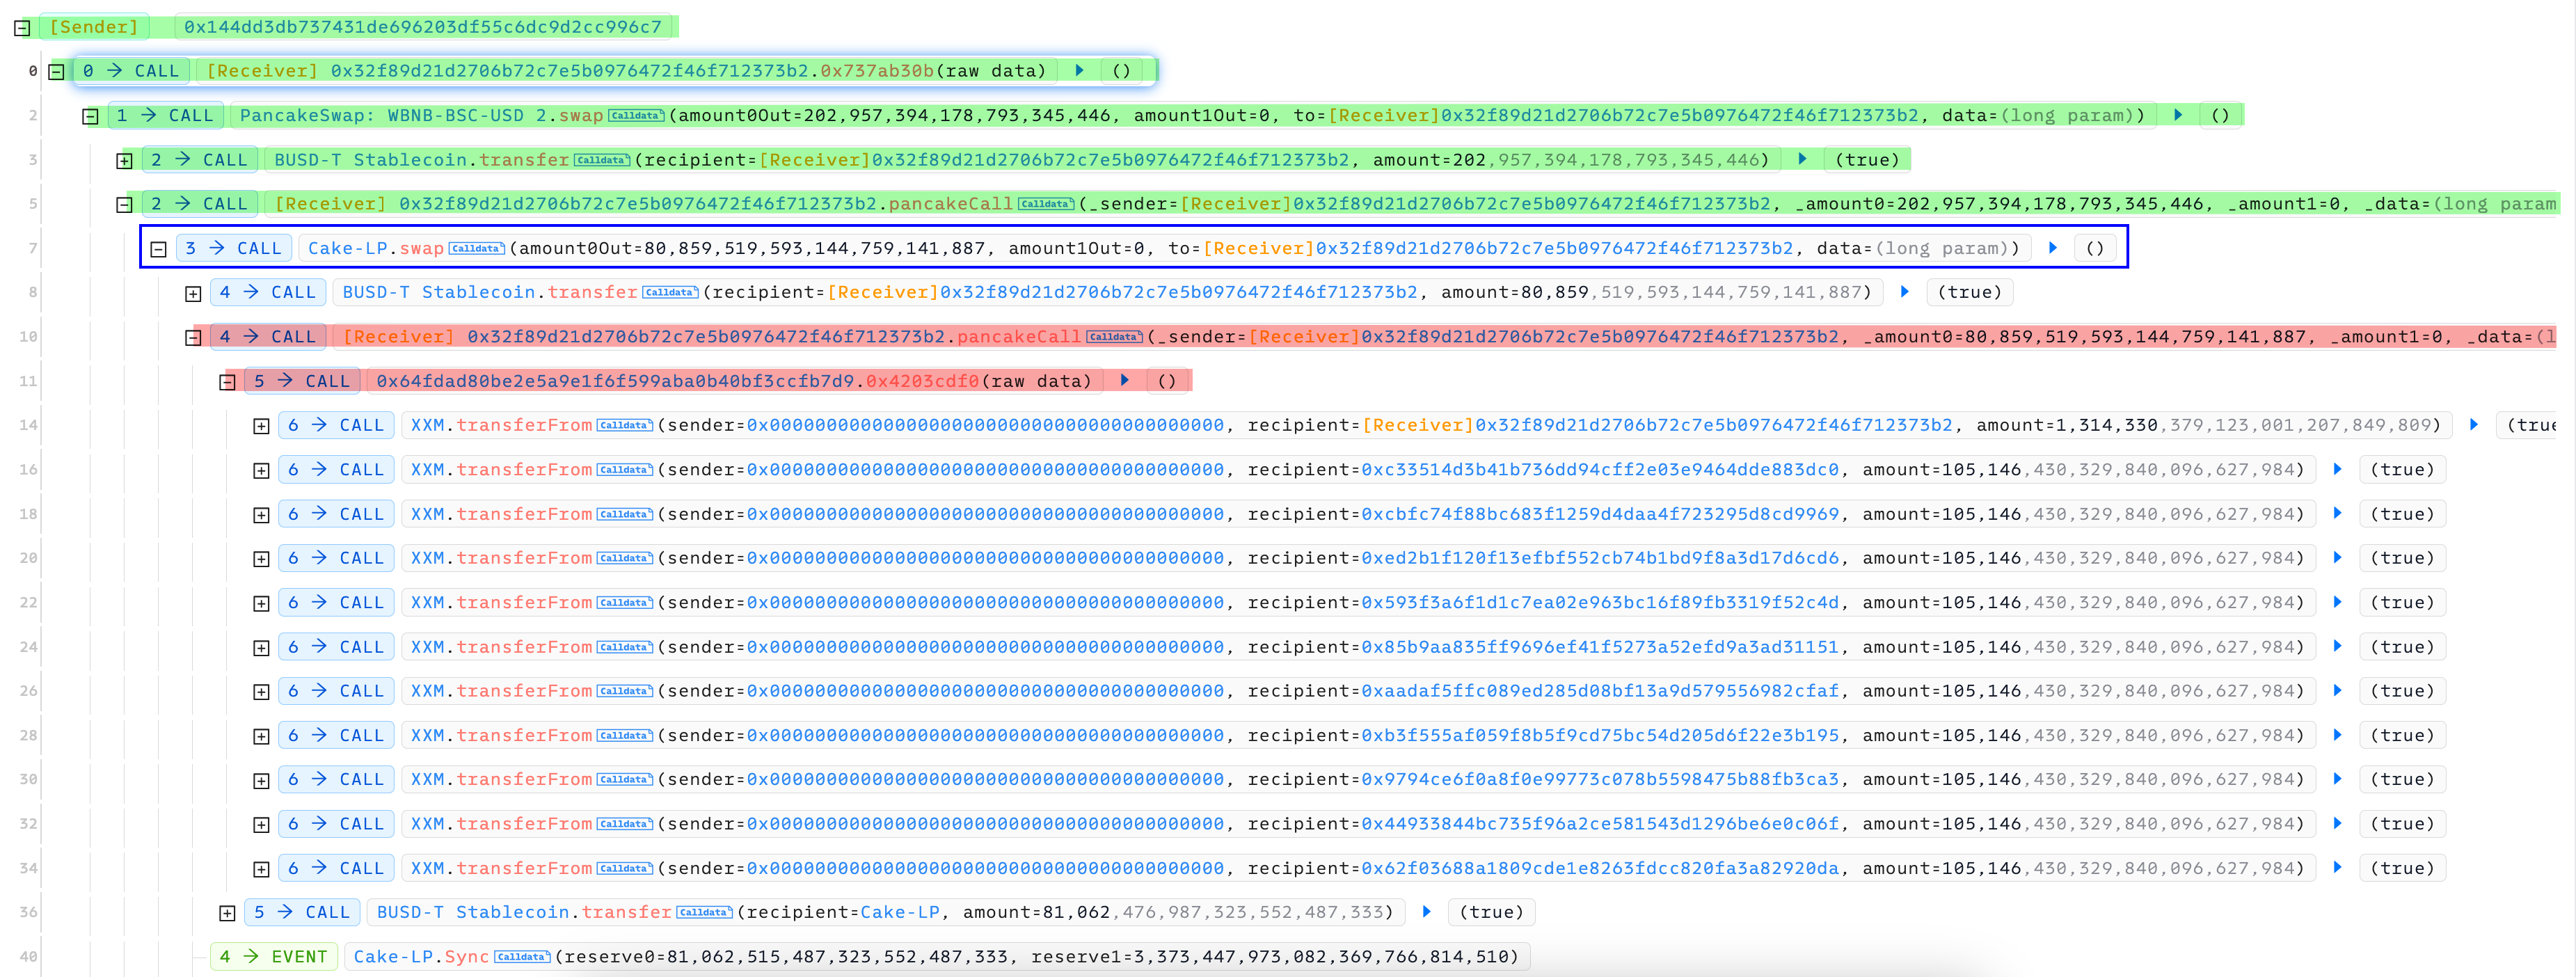 [Sender] 0x144dd3db737431de696203df55c6dc9d2cc996c7
0 0 → CALL [Receiver] 0x32f89d21d2706b72c7e5b0976472f46f712373b2.0x737ab30b(raw data) ()
2 1 → CALL PancakeSwap: WBNB-BSC-USD 2.swap Calldata (amount0Out=202,957,394,178,793,345,446, amount1Out=0, to=[Receiver]0x32f89d21d2706b72c7e5b0976472f46f712373b2, data=(long param)) ()
3 2 → CALL BUSD-T Stablecoin.transfer Calldata (recipient=[Receiver]0x32f89d21d2706b72c7e5b0976472f46f712373b2, amount=202,957,394,178,793,345,446) (true)
5 2 → CALL [Receiver] 0x32f89d21d2706b72c7e5b0976472f46f712373b2.pancakeCall Calldata (_sender=[Receiver]0x32f89d21d2706b72c7e5b0976472f46f712373b2, _amount0=202,957,394,178,793,345,446, _amount1=0, _data=(long param
7 3 → CALL Cake-LP.swap Calldata (amount0Out=80,859,519,593,144,759,141,887, amount1Out=0, to=[Receiver]0x32f89d21d2706b72c7e5b0976472f46f712373b2, data=(long param)) ()
8 4 → CALL BUSD-T Stablecoin.transfer Calldata (recipient=[Receiver]0x32f89d21d2706b72c7e5b0976472f46f712373b2, amount=80,859,519,593,144,759,141,887) (true)
10 4 → CALL [Receiver] 0x32f89d21d2706b72c7e5b0976472f46f712373b2.pancakeCall Calldata (_sender=[Receiver]0x32f89d21d2706b72c7e5b0976472f46f712373b2, _amount0=80,859,519,593,144,759,141,887, _amount1=0, _data=(l
11 5 → CALL 0x64fdad80be2e5a9e1f6f599aba0b40bf3ccfb7d9.0x4203cdf0(raw data) ()
14 6 → CALL XXM.transferFrom Calldata (sender=0x0000000000000000000000000000000000000000, recipient=[Receiver]0x32f89d21d2706b72c7e5b0976472f46f712373b2, amount=1,314,330,379,123,001,207,849,809) (true
16 6 → CALL XXM.transferFrom Calldata (sender=0x0000000000000000000000000000000000000000, recipient=0xc33514d3b41b736dd94cff2e03e9464dde883dc0, amount=105,146,430,329,840,096,627,984) (true)
18 6 → CALL XXM.transferFrom Calldata (sender=0x0000000000000000000000000000000000000000, recipient=0xcbfc74f88bc683f1259d4daa4f723295d8cd9969, amount=105,146,430,329,840,096,627,984) (true)
20 6 → CALL XXM.transferFrom Calldata (sender=0x0000000000000000000000000000000000000000, recipient=0xed2b1f120f13efbf552cb74b1bd9f8a3d17d6cd6, amount=105,146,430,329,840,096,627,984) (true)
22 6 → CALL XXM.transferFrom Calldata (sender=0x0000000000000000000000000000000000000000, recipient=0x593f3a6f1d1c7ea02e963bc16f89fb3319f52c4d, amount=105,146,430,329,840,096,627,984) (true)
24 6 → CALL XXM.transferFrom Calldata (sender=0x0000000000000000000000000000000000000000, recipient=0x85b9aa835ff9696ef41f5273a52efd9a3ad31151, amount=105,146,430,329,840,096,627,984) (true)
26 6 → CALL XXM.transferFrom Calldata (sender=0x0000000000000000000000000000000000000000, recipient=0xaadaf5ffc089ed285d08bf13a9d579556982cfaf, amount=105,146,430,329,840,096,627,984) (true)
28 6 → CALL XXM.transferFrom Calldata (sender=0x0000000000000000000000000000000000000000, recipient=0xb3f555af059f8b5f9cd75bc54d205d6f22e3b195, amount=105,146,430,329,840,096,627,984) (true)
30 6 → CALL XXM.transferFrom Calldata (sender=0x0000000000000000000000000000000000000000, recipient=0x9794ce6f0a8f0e99773c078b5598475b88fb3ca3, amount=105,146,430,329,840,096,627,984) (true)
32 6 → CALL XXM.transferFrom Calldata (sender=0x0000000000000000000000000000000000000000, recipient=0x44933844bc735f96a2ce581543d1296be6e0c06f, amount=105,146,430,329,840,096,627,984) (true)
34 6 → CALL XXM.transferFrom Calldata (sender=0x0000000000000000000000000000000000000000, recipient=0x62f03688a1809cde1e8263fdcc820fa3a82920da, amount=105,146,430,329,840,096,627,984) (true)
36 5 → CALL BUSD-T Stablecoin.transfer Calldata (recipient=Cake-LP, amount=81,062,476,987,323,552,487,333) (true)
40 4 → EVENT Cake-LP.Sync Calldata (reserve0=81,062,515,487,323,552,487,333, reserve1=3,373,447,973,082,369,766,814,510)